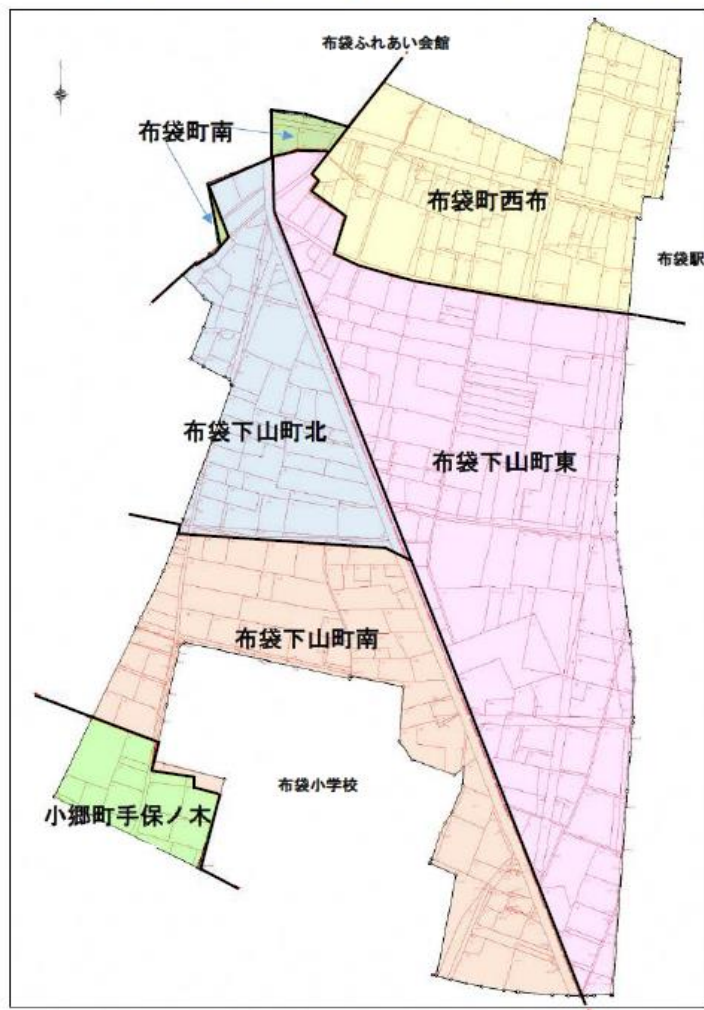 布袋ふれあい会館
布袋町南
布袋町西布
布袋駅
布袋下山町北
布袋下山町東
布袋下山町南
布袋小学校
小郷町手保ノ木